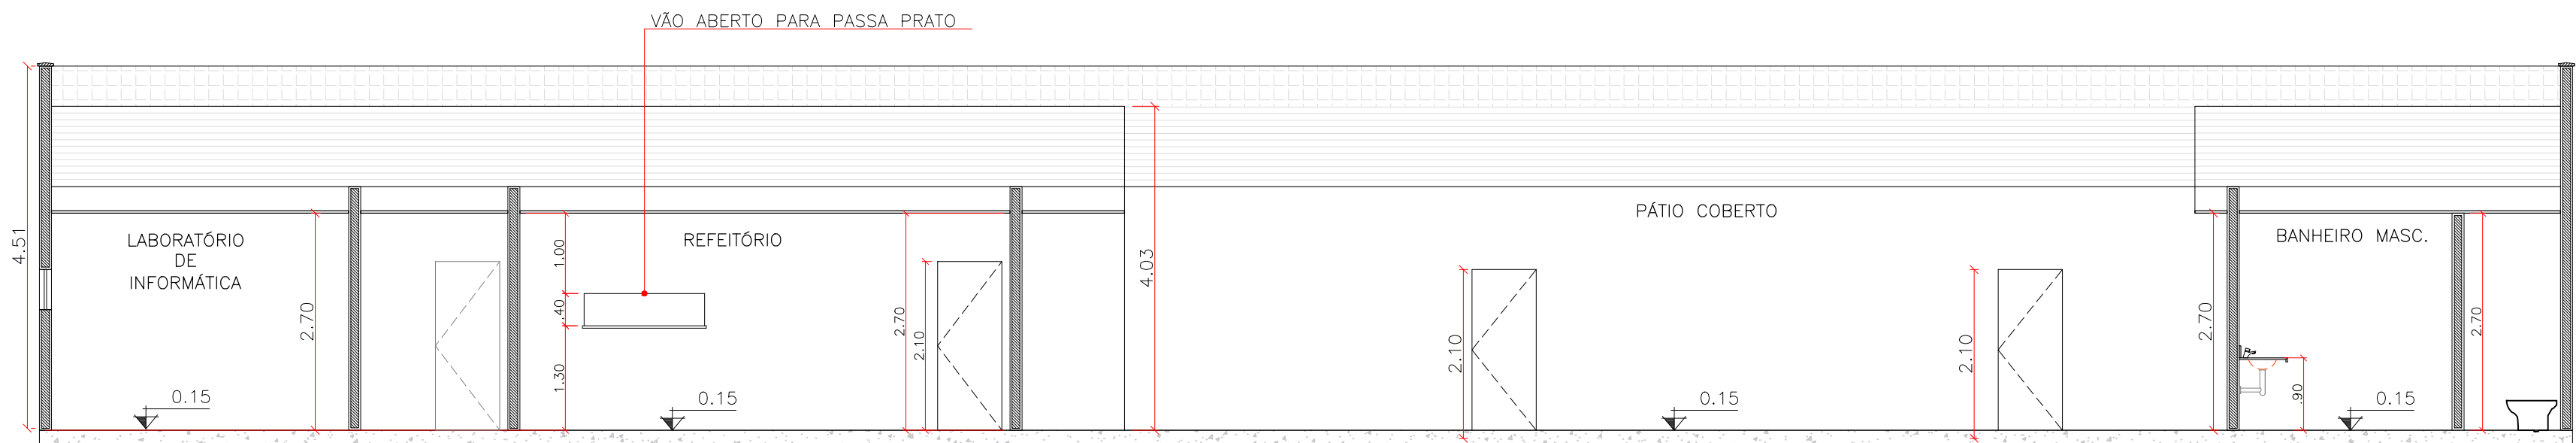 VÃO ABERTO PARA PASSA PRATO
4.51
LABORATÓRIO
DE
INFORMÁTICA
0.15
2.70
1.00
.40
1.30
REFEITÓRIO
0.15
2.70
2.10
4.03
2.10
PÁTIO COBERTO
0.15
2.10
2.70
BANHEIRO MASC.
.90
0.15
2.70